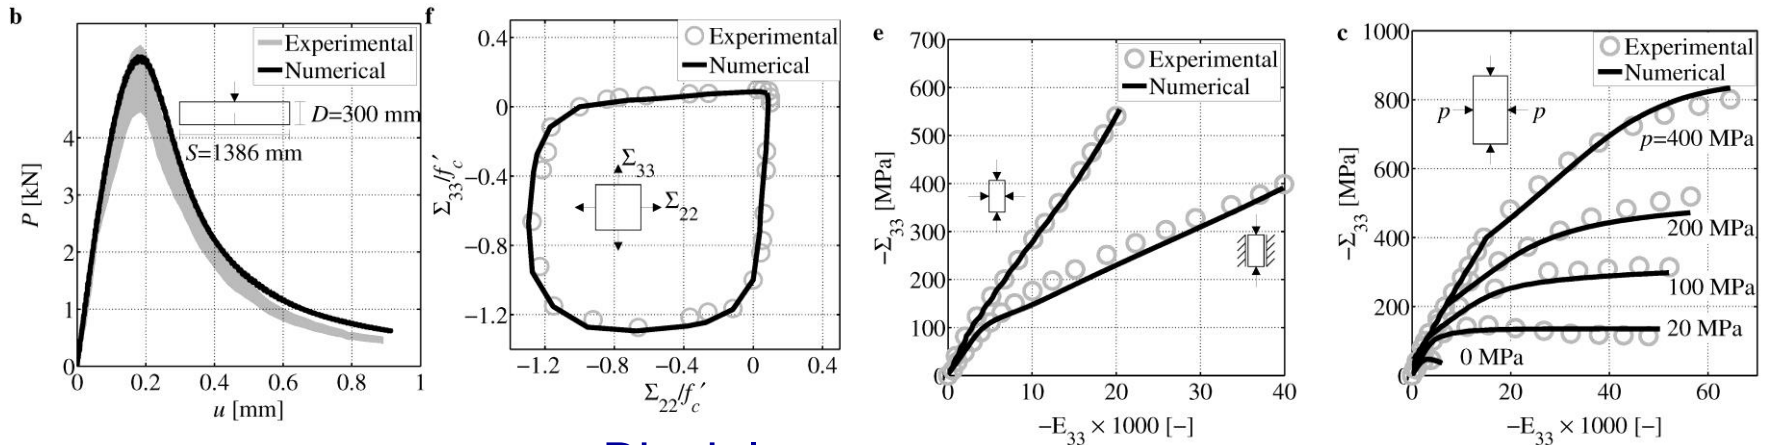 b
Experimental
Numerical
D=300 mm
S=1386 mm
P [kN]
4
3
2
1
0
0 0.2 0.4 0.6 0.8 1
u [mm]
f
Experimental
Numerical
Σ33/f′c
0.4
0
−0.4
−0.8
−1.2
Σ33
Σ22
−1.2 −0.8 −0.4 0 0.4
Σ22/f′c
e
Experimental
Numerical
−Σ33 [MPa]
700
600
500
400
300
200
100
0
0 10 20 30 40
−E33 × 1000 [-]
c
Experimental
Numerical
−Σ33 [MPa]
1000
800
600
400
200
0
p p
p=400 MPa
200 MPa
100 MPa
20 MPa
0 MPa
0 20 40 60
−E33 × 1000 [-]